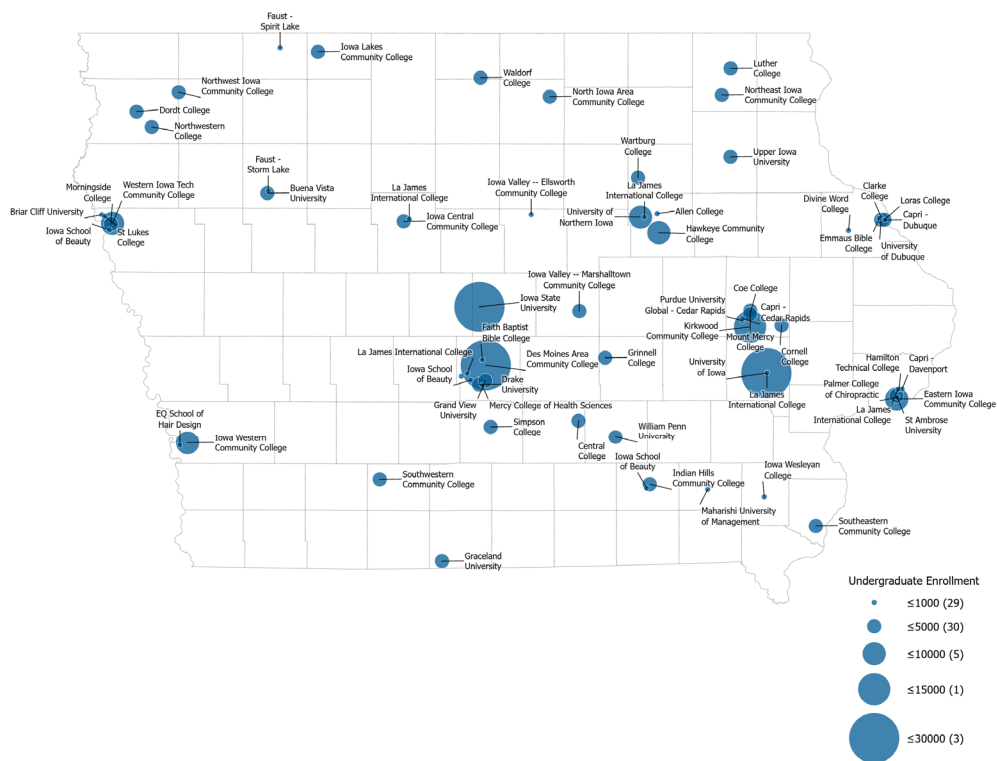 Faust -
Spirit Lake
Iowa Lakes
Community College
Luther
College
Waldorf
College
Northwest Iowa
Community College
North Iowa Area
Community College
Northeast Iowa
Community College
Dordt College
Northwestern
College
Wartburg
College
Upper Iowa
University
Faust -
Storm Lake
Buena Vista
University
Morningside
College
Western Iowa Tech
Community College
Briar Cliff University
Iowa School
of Beauty
St Lukes
College
La James
International College
Iowa Central
Community College
Iowa Valley -- Ellsworth
Community College
La James
International College
University of
Northern Iowa
Allen College
Hawkeye Community
College
Clarke
College
Divine Word
College
Loras College
Capri -
Dubuque
Emmaus Bible
College
University
of Dubuque
Iowa Valley -- Marshalltown
Community College
Iowa State
University
Coe College
Purdue University
Global - Cedar Rapids
Capri -
Cedar Rapids
Kirkwood
Community College
Mount Mercy
College
Cornell
College
Faith Baptist
Bible College
La James International College
Des Moines Area
Community College
Grinnell
College
Iowa School
of Beauty
Drake
University
Grand View
University
Mercy College of Health Sciences
University
of Iowa
La James
International College
Hamilton
Technical College
Capri -
Davenport
Palmer College
of Chiropractic
Eastern Iowa
Community College
La James
International College
St Ambrose
University
EQ School of
Hair Design
Iowa Western
Community College
Simpson
College
Central
College
William Penn
University
Iowa School
of Beauty
Indian Hills
Community College
Iowa Wesleyan
College
Maharishi University
of Management
Southwestern
Community College
Southeastern
Community College
Graceland
University
Undergraduate Enrollment
≤1000 (29)
≤5000 (30)
≤10000 (5)
≤15000 (1)
≤30000 (3)